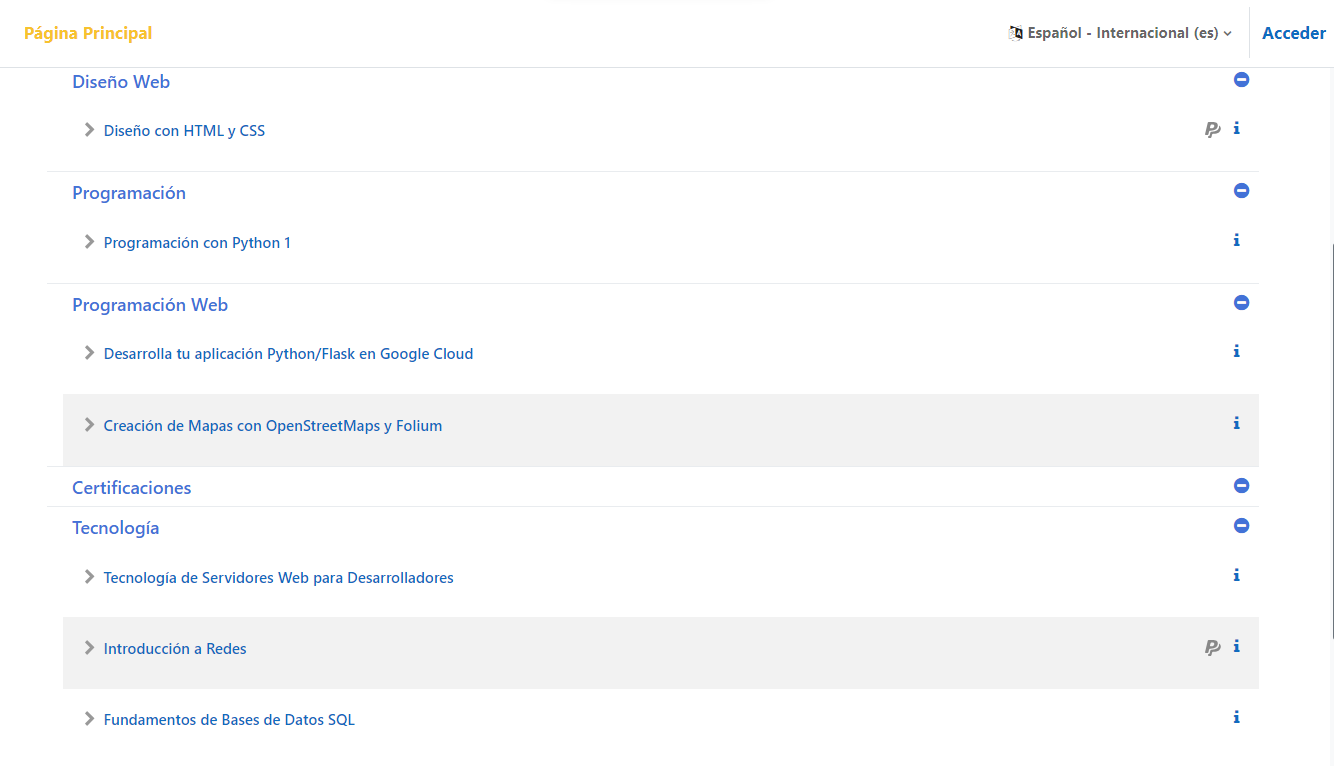 Página Principal
Español - Internacional (es)
Acceder
Diseño Web
Diseño con HTML y CSS
Programación
Programación con Python 1
Programación Web
Desarrolla tu aplicación Python/Flask en Google Cloud
Creación de Mapas con OpenStreetMaps y Folium
Certificaciones
Tecnología
Tecnología de Servidores Web para Desarrolladores
Introducción a Redes
Fundamentos de Bases de Datos SQL